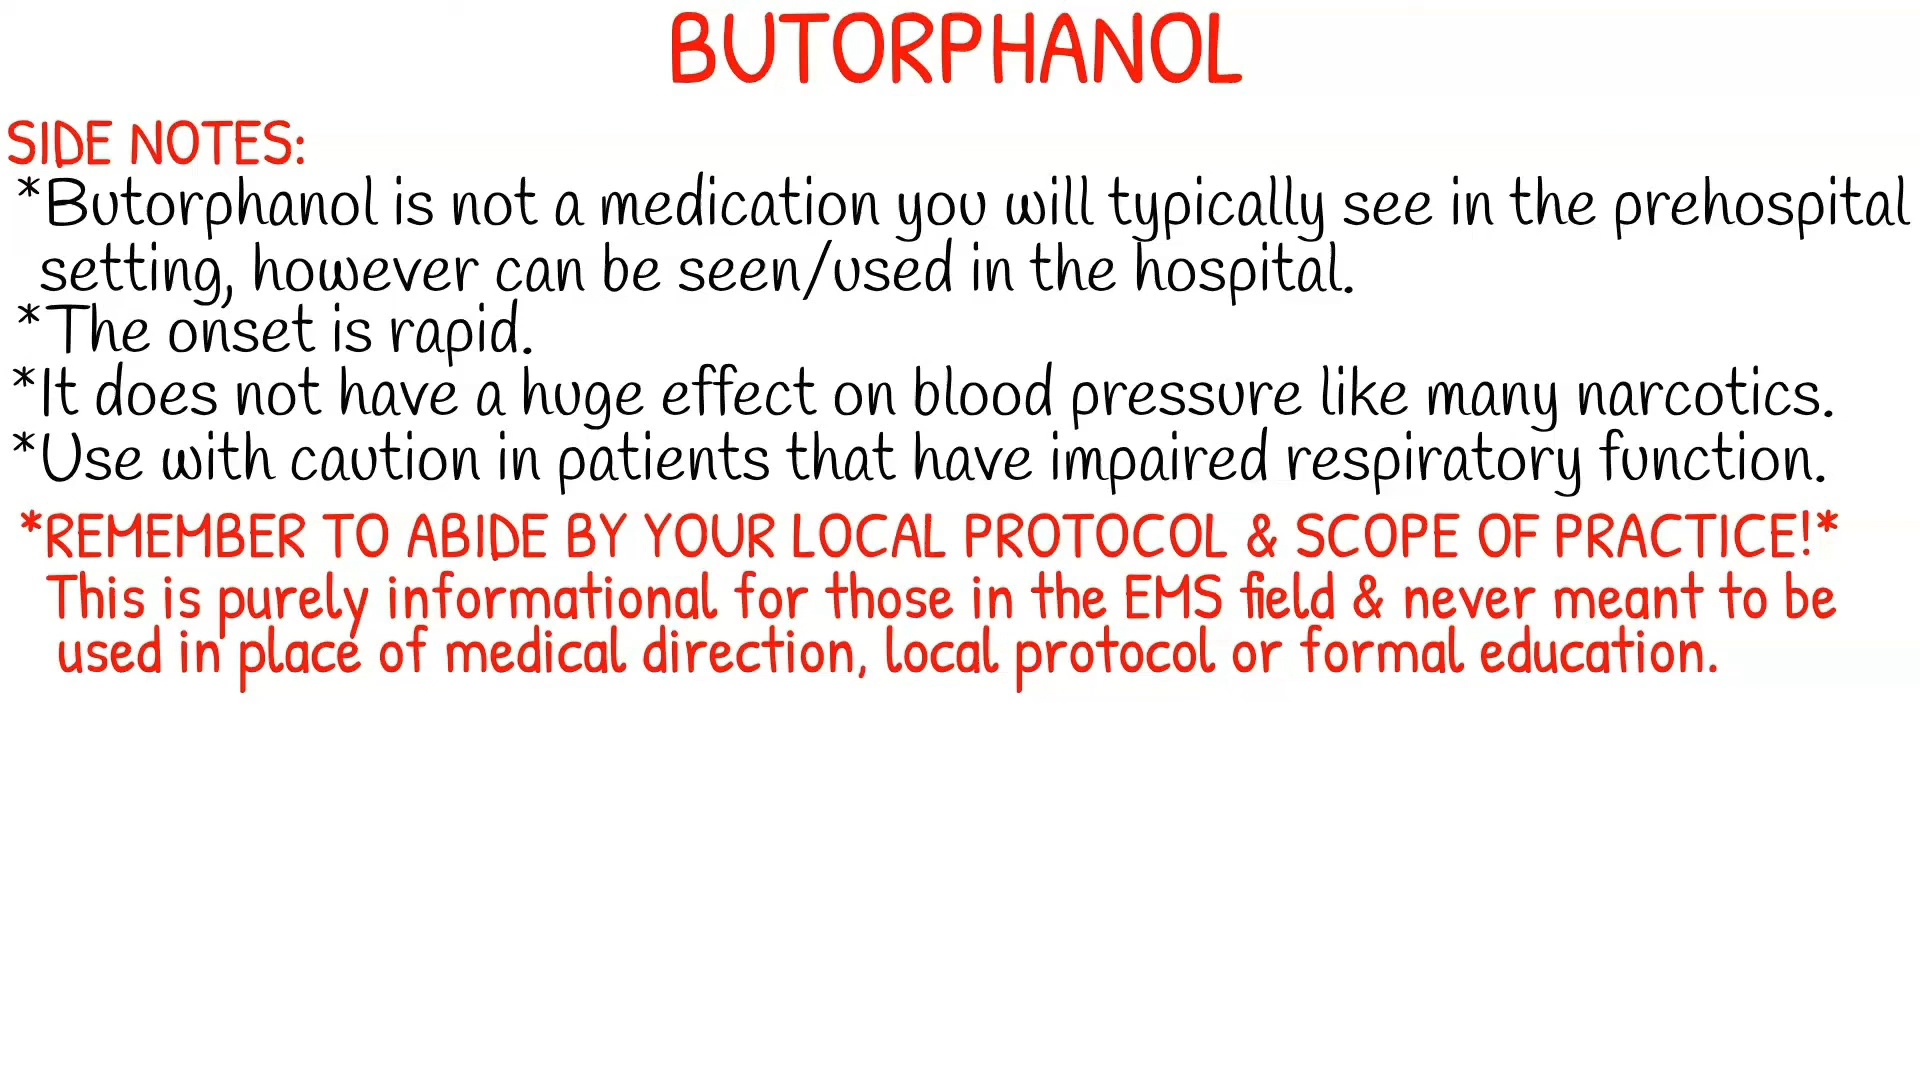 BUTORPHANOL
SIDE NOTES:
*Butorphanol is not a medication you will typically see in the prehospital
setting, however can be seen/used in the hospital.
*The onset is rapid.
*It does not have a huge effect on blood pressure like many narcotics.
*Use with caution in patients that have impaired respiratory function.
*REMEMBER TO ABIDE BY YOUR LOCAL PROTOCOL & SCOPE OF PRACTICE!*
This is purely informational for those in the EMS field & never meant to be
used in place of medical direction, local protocol or formal education.